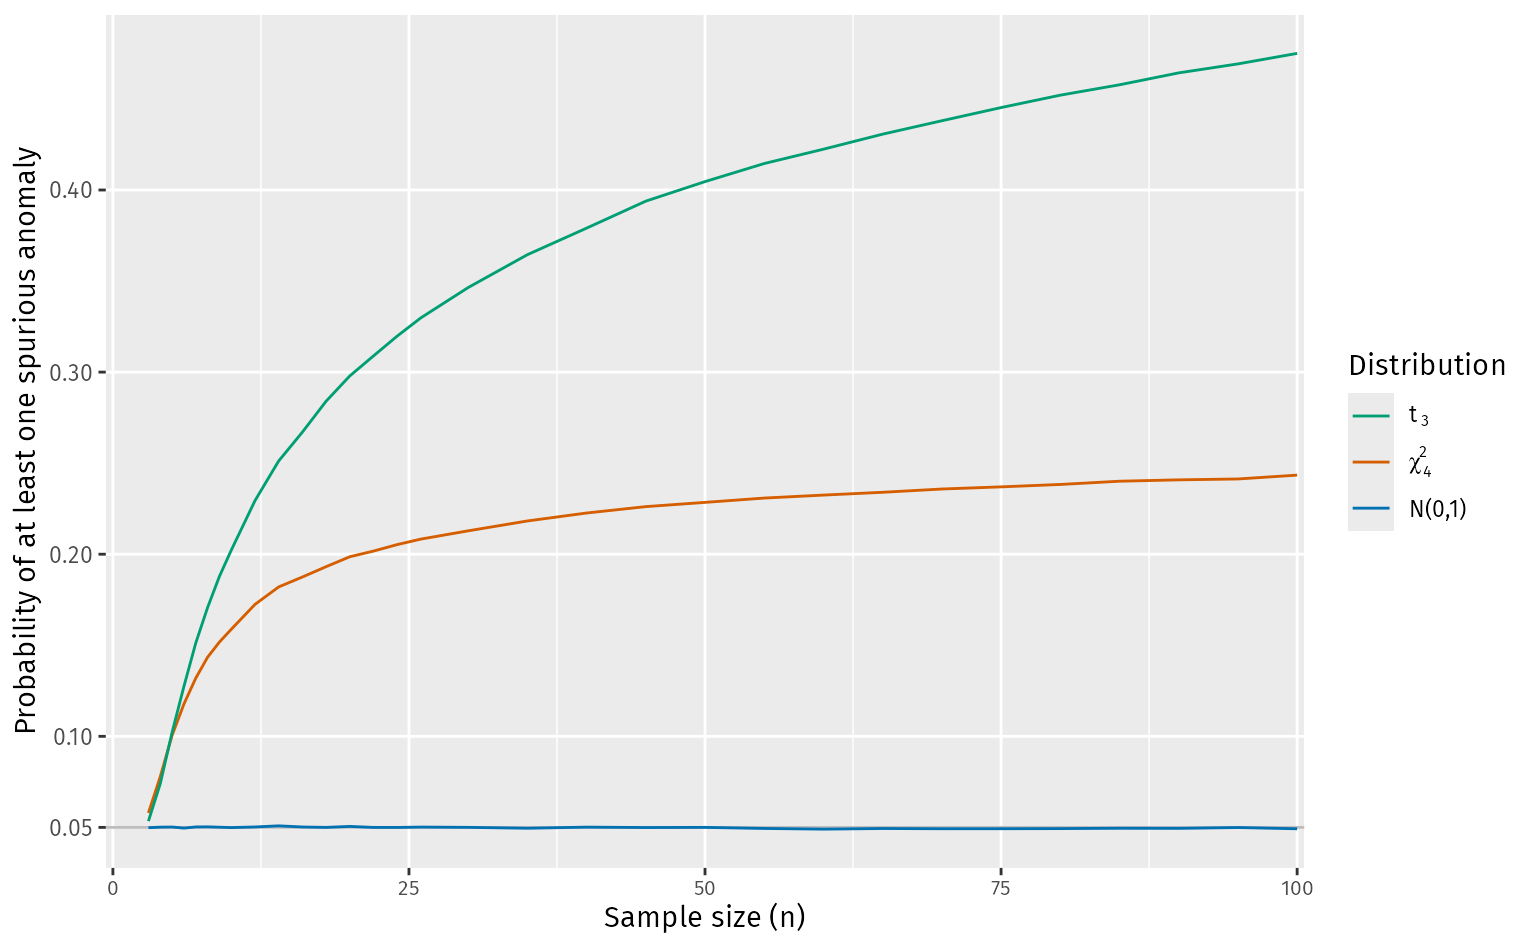 Probability of at least one spurious anomaly
0.40
0.30
0.20
0.10
0.05
0 25 50 75 100
Sample size (n)
Distribution
t₃
χ²₄
N(0,1)